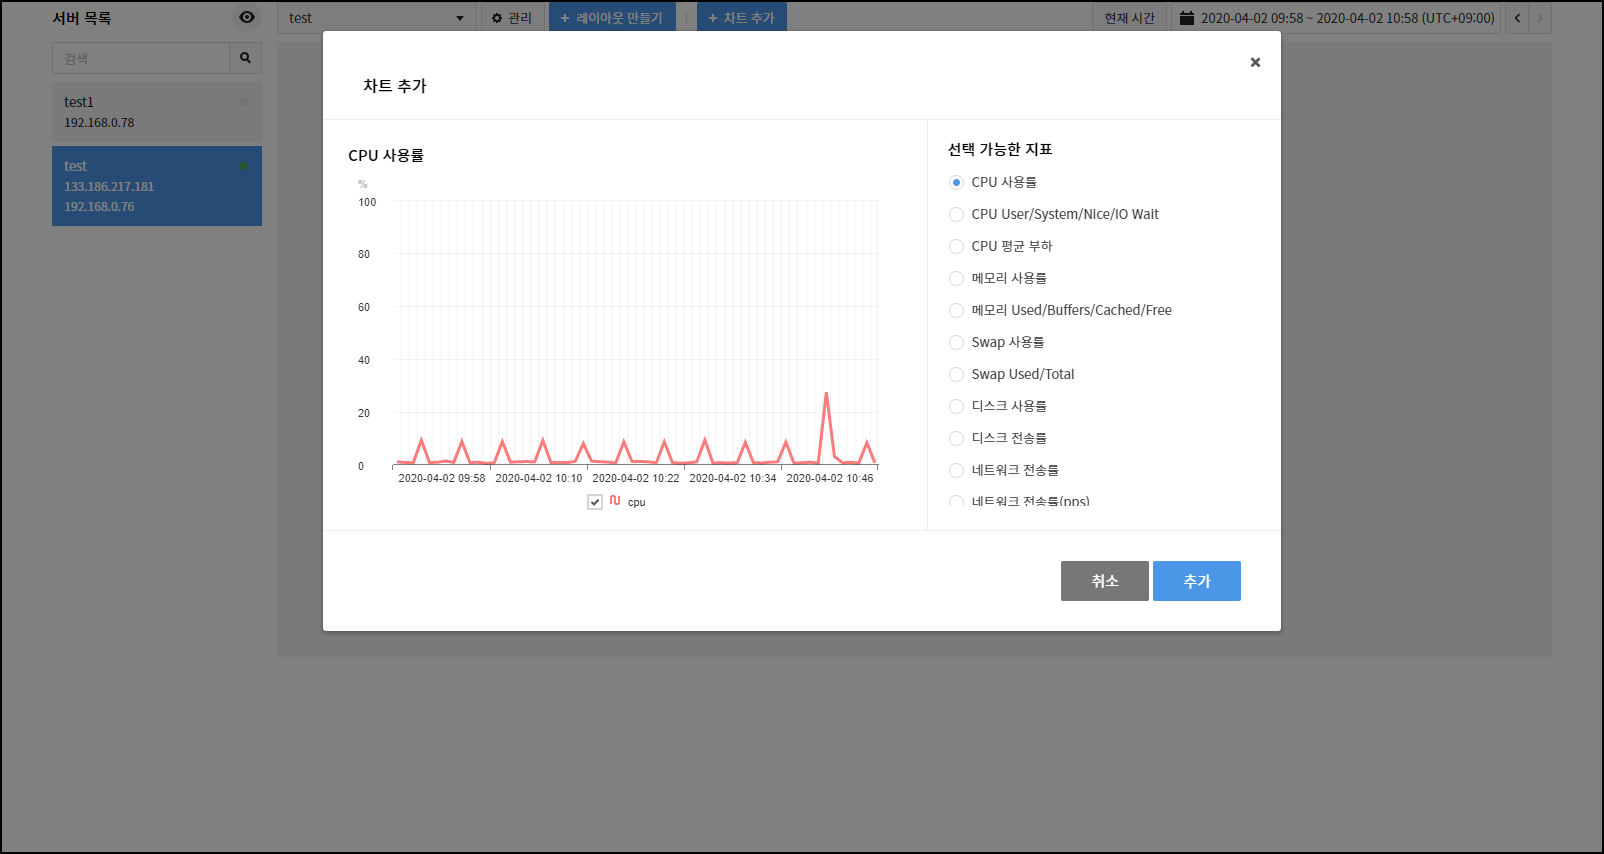 서버 목록
test
관리
+ 레이아웃 만들기
+ 차트 추가
현재 시간
2020-04-02 09:58 ~ 2020-04-02 10:58 (UTC+09:00)
검색
test1
192.168.0.78
test
133.186.217.181
192.168.0.76
차트 추가
CPU 사용률
%
100
80
60
40
20
0
2020-04-02 09:58
2020-04-02 10:10
2020-04-02 10:22
2020-04-02 10:34
2020-04-02 10:46
cpu
선택 가능한 지표
CPU 사용률
CPU User/System/Nice/IO Wait
CPU 평균 부하
메모리 사용률
메모리 Used/Buffers/Cached/Free
Swap 사용률
Swap Used/Total
디스크 사용률
디스크 전송률
네트워크 전송률
네트워크 전송률(pps)
취소
추가